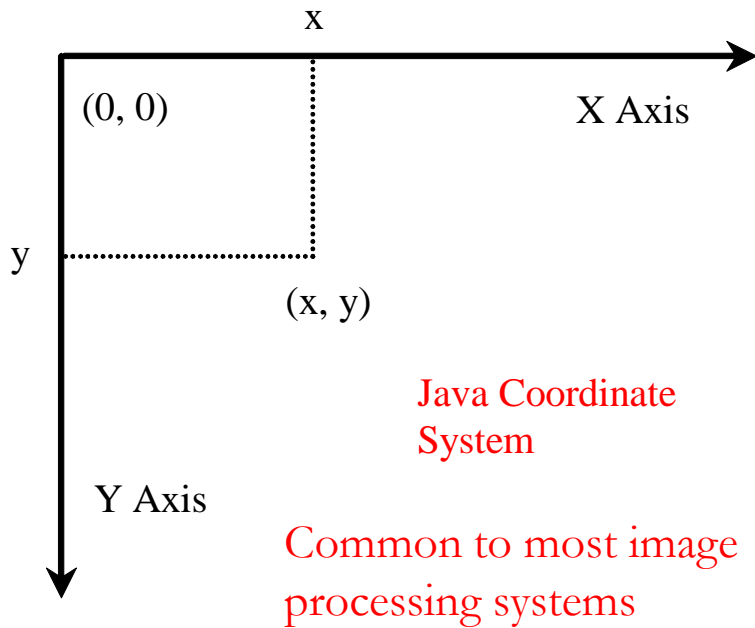 x
(0, 0)
X Axis
y
(x, y)
Java Coordinate
System
Y Axis
Common to most image
processing systems